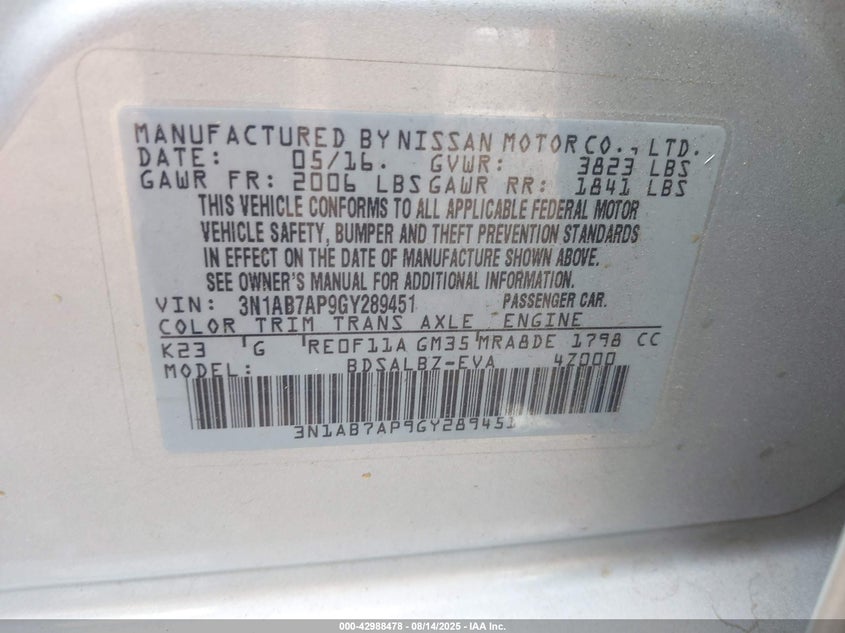 MANUFACTURED BY NISSAN MOTOR CO., LTD.
DATE: 05/16. GVWR: 3823 LBS
GAWR FR: 2006 LBS GAWR RR: 1841 LBS
THIS VEHICLE CONFORMS TO ALL APPLICABLE FEDERAL MOTOR
VEHICLE SAFETY, BUMPER AND THEFT PREVENTION STANDARDS
IN EFFECT ON THE DATE OF MANUFACTURE SHOWN ABOVE.
SEE OWNER'S MANUAL FOR ADDITIONAL INFORMATION.
VIN: 3N1AB7AP9GY289451 PASSENGER CAR.
COLOR TRIM TRANS AXLE ENGINE
K23 G RE0F11A GM35 MRA8DE 1798 CC
MODEL: BDSALBZ-EVA 4Z000
3N1AB7AP9GY289451
000-42988478 | 08/14/2025 | IAA Inc.